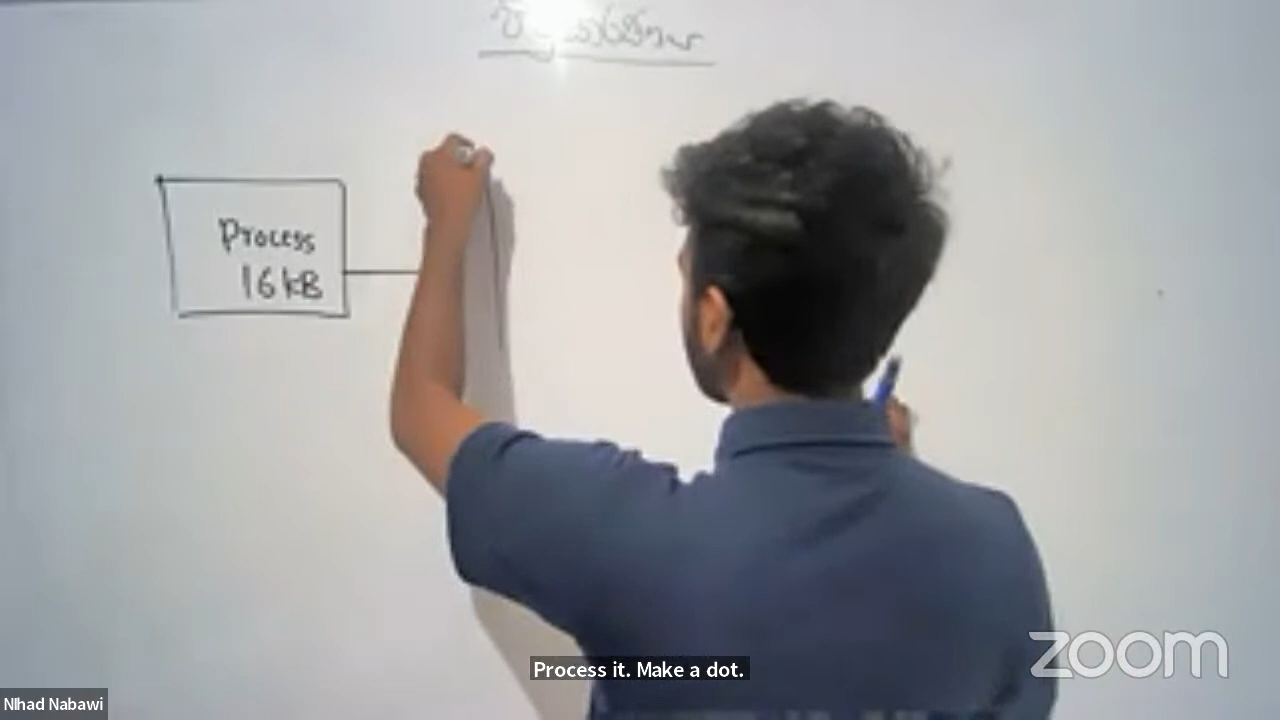 Process
16 kB
Process it. Make a dot.
zoom
NIhad Nabawi